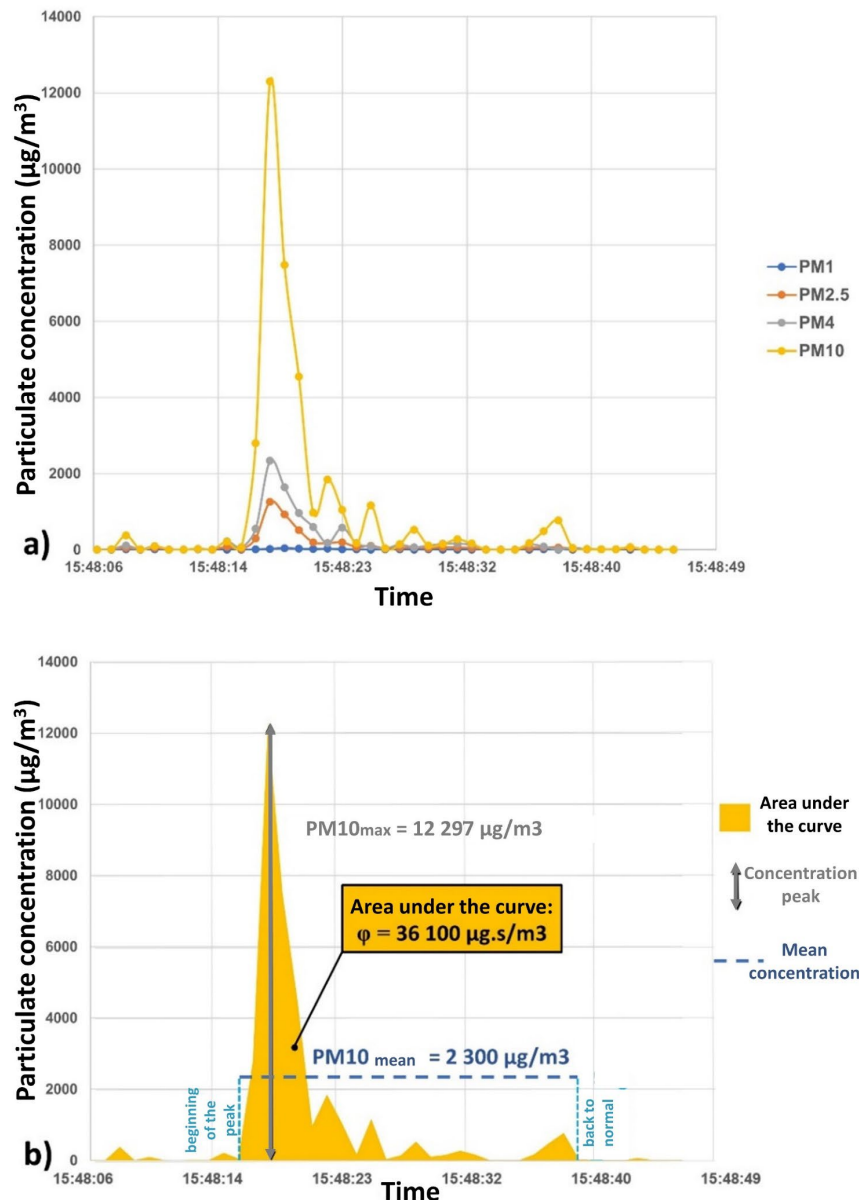 14000
12000
10000
8000
6000
4000
2000
0
Particulate concentration (µg/m³)
PM1
PM2.5
PM4
PM10
a)
15:48:06 15:48:14 15:48:23 15:48:32 15:48:40 15:48:49
Time
14000
12000
10000
8000
6000
4000
2000
0
Particulate concentration (µg/m³)
PM10max = 12 297 µg/m3
Area under the curve:
φ = 36 100 µg.s/m3
PM10 mean = 2 300 µg/m3
beginning
of the
peak
back to
normal
Area under
the curve
Concentration
peak
Mean
concentration
b)
15:48:06 15:48:14 15:48:23 15:48:32 15:48:40 15:48:49
Time